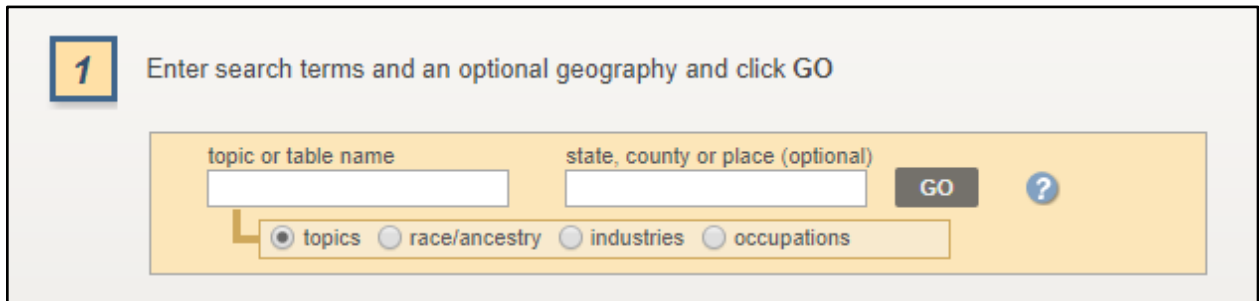 1 Enter search terms and an optional geography and click GO
topic or table name state, county or place (optional)
GO ?
topics race/ancestry industries occupations